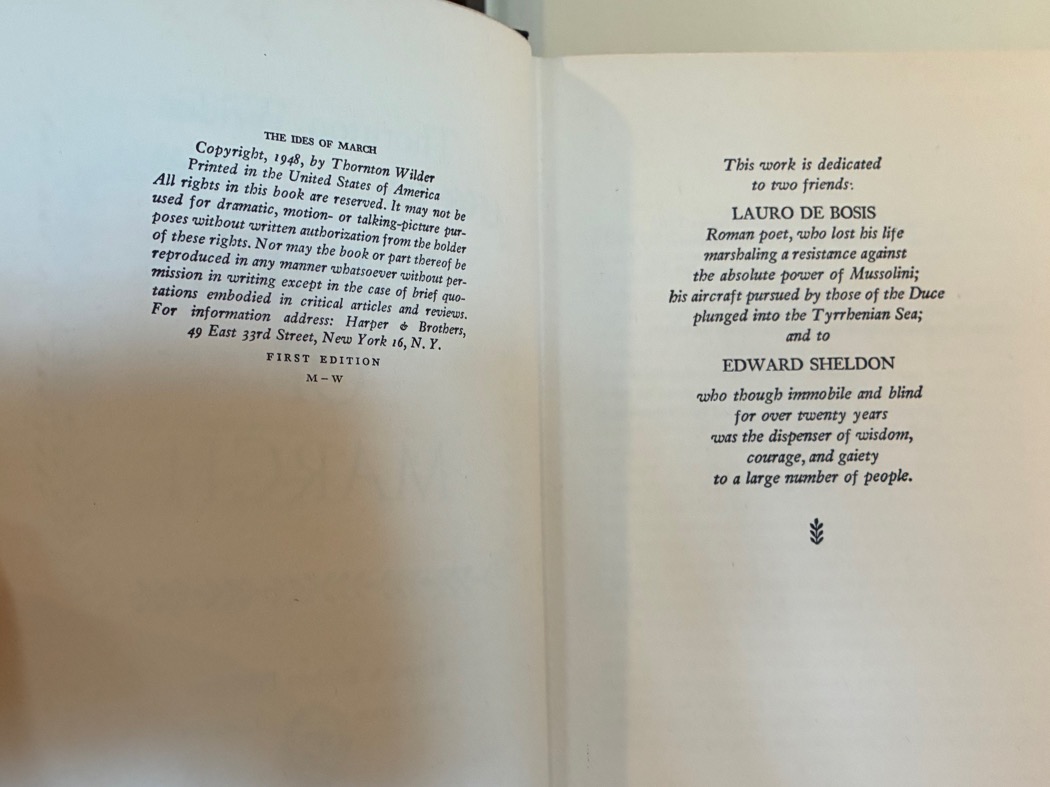 THE IDES OF MARCH
Copyright, 1948, by Thornton Wilder
Printed in the United States of America
All rights in this book are reserved. It may not be
used for dramatic, motion- or talking-picture pur-
poses without written authorization from the holder
of these rights. Nor may the book or part thereof be
reproduced in any manner whatsoever without per-
mission in writing except in the case of brief quo-
tations embodied in critical articles and reviews.
For information address: Harper & Brothers,
49 East 33rd Street, New York 16, N. Y.
FIRST EDITION
M – W
This work is dedicated
to two friends:
LAURO DE BOSIS
Roman poet, who lost his life
marshaling a resistance against
the absolute power of Mussolini;
his aircraft pursued by those of the Duce
plunged into the Tyrrhenian Sea;
and to
EDWARD SHELDON
who though immobile and blind
for over twenty years
was the dispenser of wisdom,
courage, and gaiety
to a large number of people.